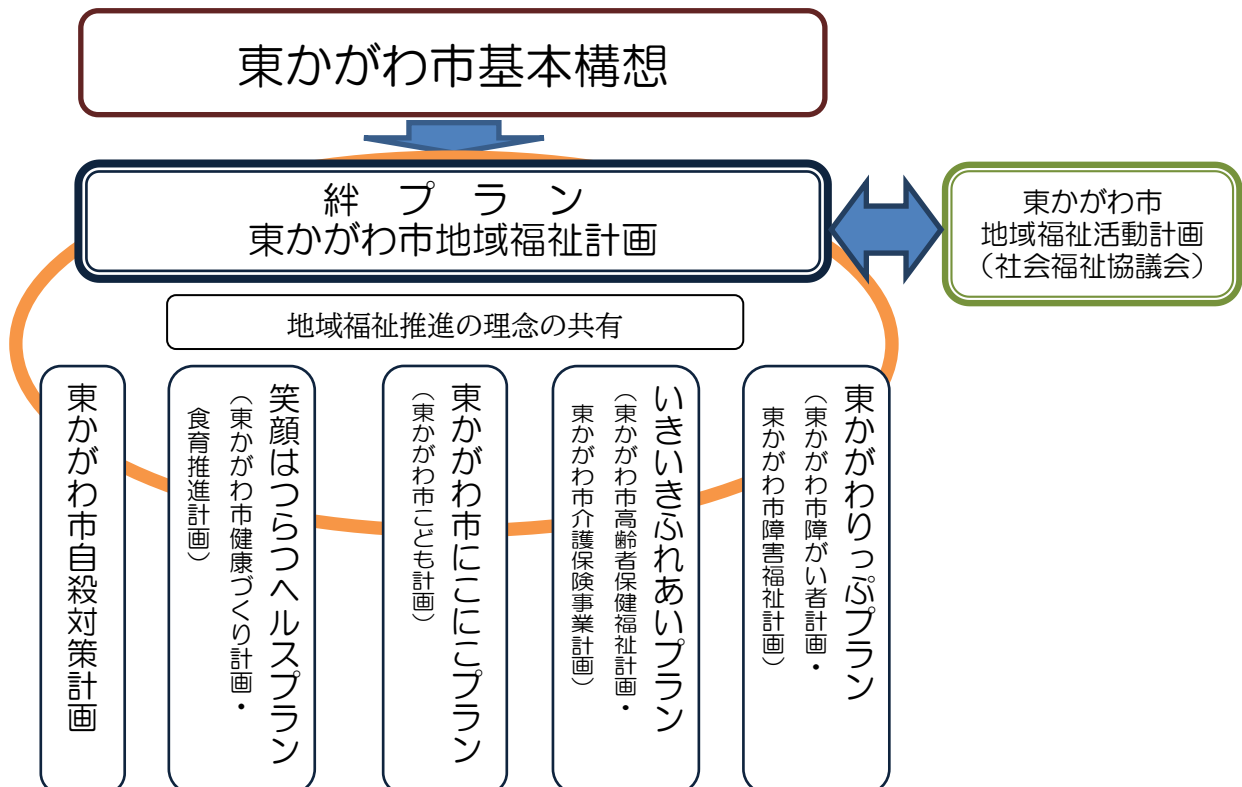 東かがわ市基本構想
絆　プ　ラ　ン
東かがわ市地域福祉計画
東かがわ市
地域福祉活動計画
（社会福祉協議会）
地域福祉推進の理念の共有
東かがわりっぷプラン
（東かがわ市障がい者計画・
東かがわ市障害福祉計画）
いきいきふれあいプラン
（東かがわ市高齢者保健福祉計画・
東かがわ市介護保険事業計画）
東かがわ市にこにこプラン
（東かがわ市こども計画）
笑顔はつらつヘルスプラン
（東かがわ市健康づくり計画・
食育推進計画）
東かがわ市自殺対策計画